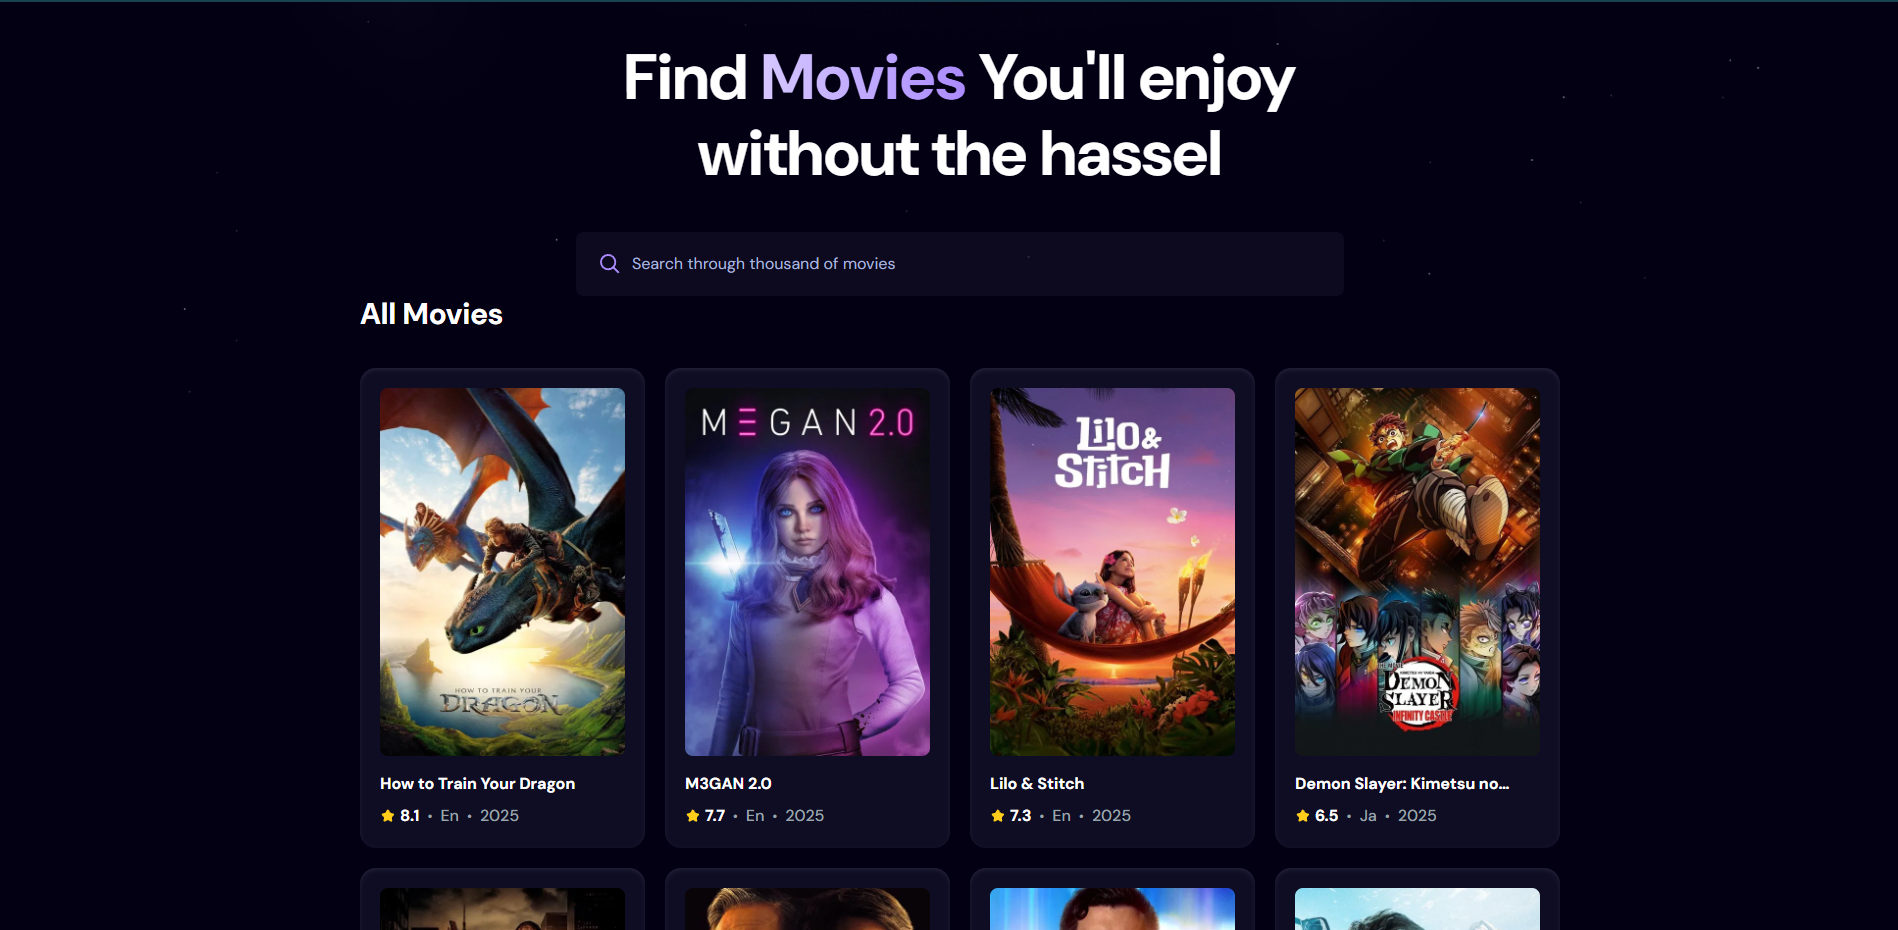 Find Movies You'll enjoy
without the hassel
Search through thousand of movies
All Movies
HOW TO TRAIN YOUR
DRAGON
MΞGAN 2.0
Lilo &
Stitch
DEMON
SLAYER
INFINITY CASTLE
How to Train Your Dragon
8.1 • En • 2025
M3GAN 2.0
7.7 • En • 2025
Lilo & Stitch
7.3 • En • 2025
Demon Slayer: Kimetsu no...
6.5 • Ja • 2025